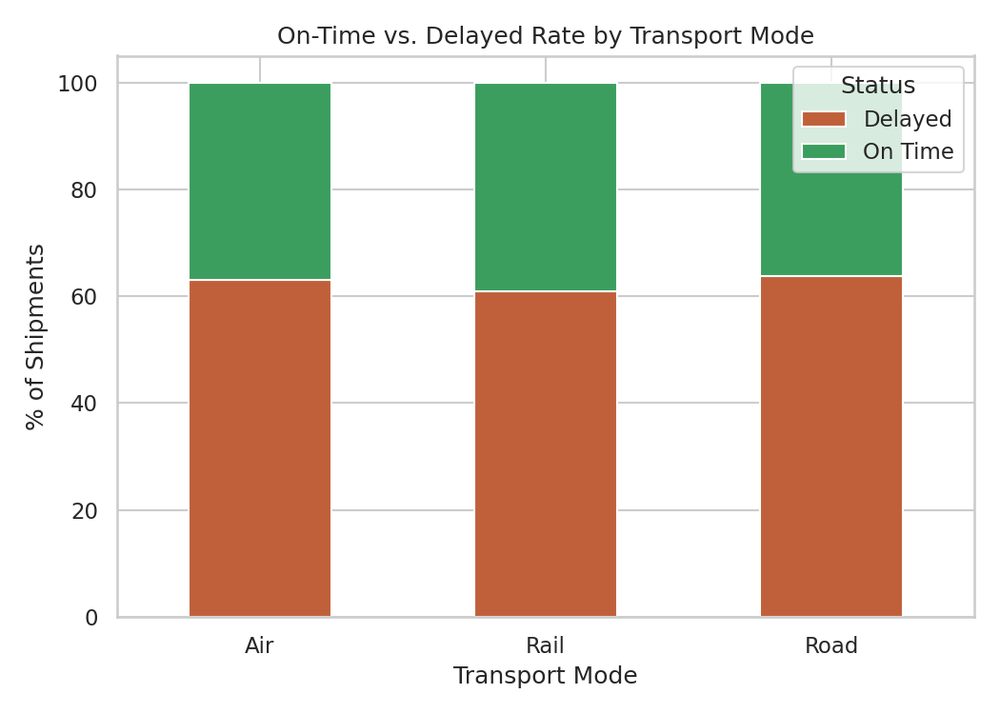 On-Time vs. Delayed Rate by Transport Mode
Status
Delayed
On Time
% of Shipments
100
80
60
40
20
0
Air Rail Road
Transport Mode